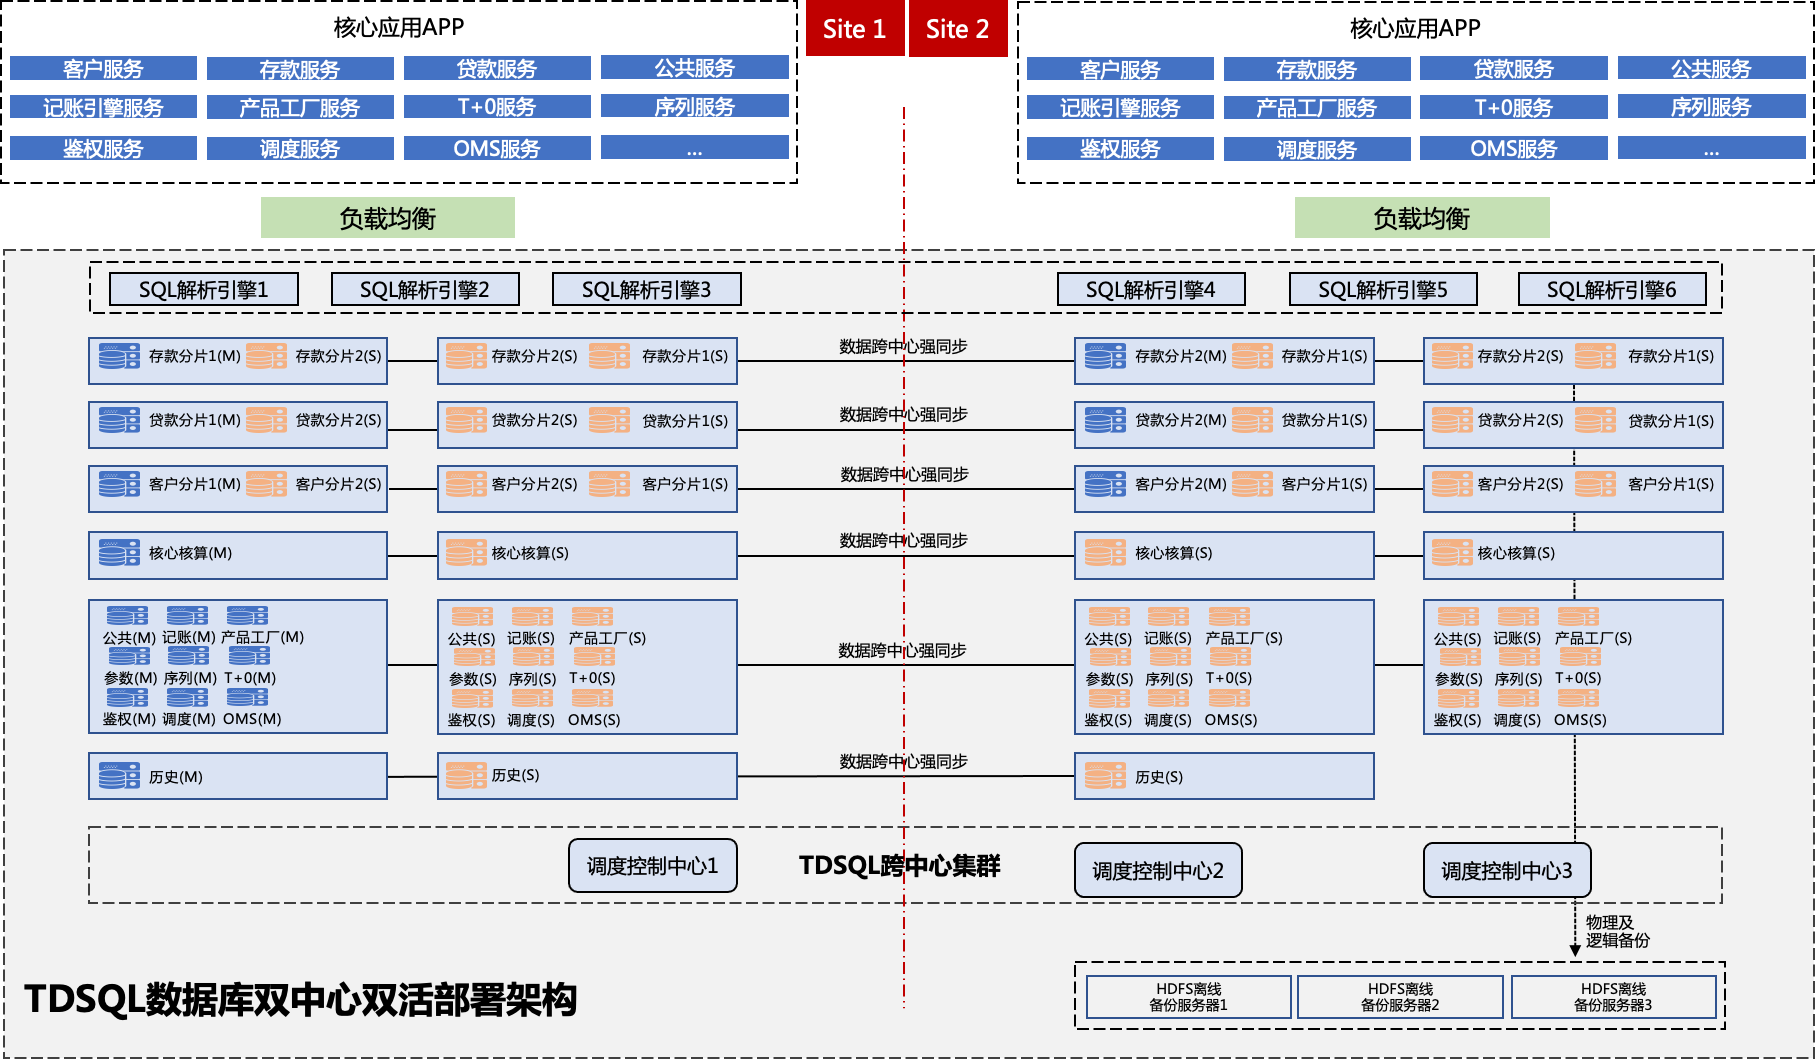 核心应用APP
客户服务 存款服务 贷款服务 公共服务
记账引擎服务 产品工厂服务 T+0服务 序列服务
鉴权服务 调度服务 OMS服务 ...
Site 1 Site 2
核心应用APP
客户服务 存款服务 贷款服务 公共服务
记账引擎服务 产品工厂服务 T+0服务 序列服务
鉴权服务 调度服务 OMS服务 ...
负载均衡 负载均衡
SQL解析引擎1 SQL解析引擎2 SQL解析引擎3 SQL解析引擎4 SQL解析引擎5 SQL解析引擎6
存款分片1(M) 存款分片2(S) 存款分片2(S) 存款分片1(S) 数据跨中心强同步 存款分片2(M) 存款分片1(S) 存款分片2(S) 存款分片1(S)
贷款分片1(M) 贷款分片2(S) 贷款分片2(S) 贷款分片1(S) 数据跨中心强同步 贷款分片2(M) 贷款分片1(S) 贷款分片2(S) 贷款分片1(S)
客户分片1(M) 客户分片2(S) 客户分片2(S) 客户分片1(S) 数据跨中心强同步 客户分片2(M) 客户分片1(S) 客户分片2(S) 客户分片1(S)
核心核算(M) 核心核算(S) 数据跨中心强同步 核心核算(S) 核心核算(S)
公共(M) 记账(M) 产品工厂(M)
参数(M) 序列(M) T+0(M)
鉴权(M) 调度(M) OMS(M)
公共(S) 记账(S) 产品工厂(S)
参数(S) 序列(S) T+0(S)
鉴权(S) 调度(S) OMS(S)
数据跨中心强同步
公共(S) 记账(S) 产品工厂(S)
参数(S) 序列(S) T+0(S)
鉴权(S) 调度(S) OMS(S)
公共(S) 记账(S) 产品工厂(S)
参数(S) 序列(S) T+0(S)
鉴权(S) 调度(S) OMS(S)
历史(M) 历史(S) 数据跨中心强同步 历史(S)
调度控制中心1 TDSQL跨中心集群 调度控制中心2 调度控制中心3
物理及
逻辑备份
TDSQL数据库双中心双活部署架构
HDFS离线
备份服务器1
HDFS离线
备份服务器2
HDFS离线
备份服务器3